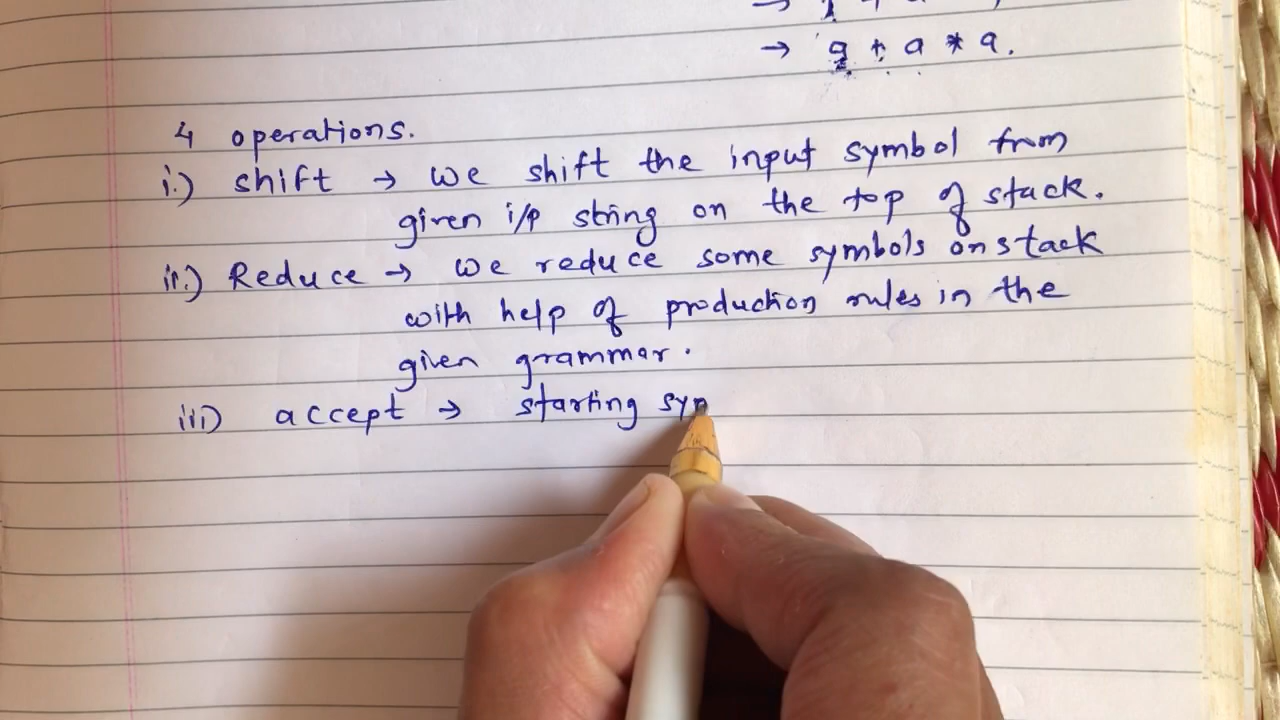 → a + a * a.
4 operations.
i.) shift → we shift the input symbol from
given i/p string on the top of stack.
ii.) Reduce → we reduce some symbols on stack
with help of production rules in the
given grammar.
iii) accept → starting sym